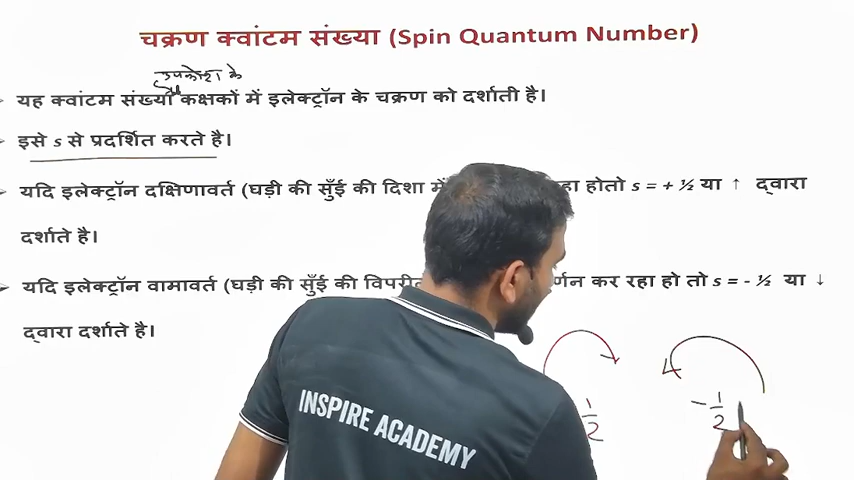 चक्रण क्वांटम संख्या (Spin Quantum Number)
उपकोश के
यह क्वांटम संख्या कक्षकों में इलेक्ट्रॉन के चक्रण को दर्शाती है।
इसे s से प्रदर्शित करते है।
यदि इलेक्ट्रॉन दक्षिणावर्त (घड़ी की सुँई की दिशा में हा होतो s = + ½ या ↑ द्वारा
दर्शाते है।
यदि इलेक्ट्रॉन वामावर्त (घड़ी की सुँई की कर रहा हो तो s = - ½ या ↓
द्वारा दर्शाते है।
1/2 -1/2
INSPIRE ACADEMY